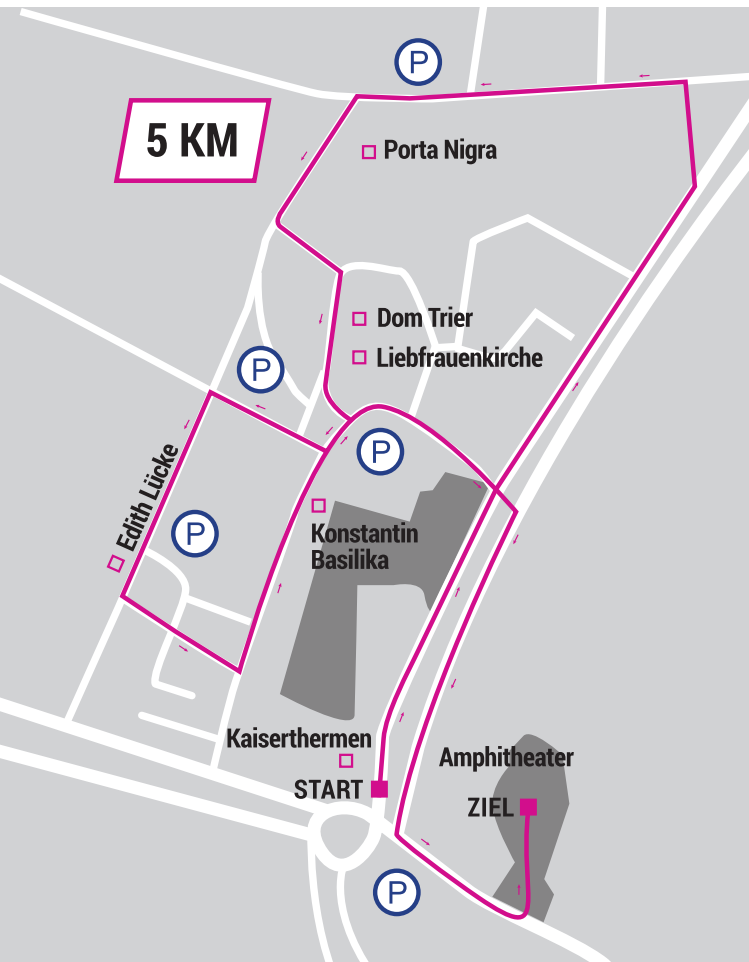 P
5 KM
Porta Nigra
Dom Trier
Liebfrauenkirche
P
P
Edith Lücke
P
Konstantin
Basilika
Kaiserthermen
START
Amphitheater
ZIEL
P